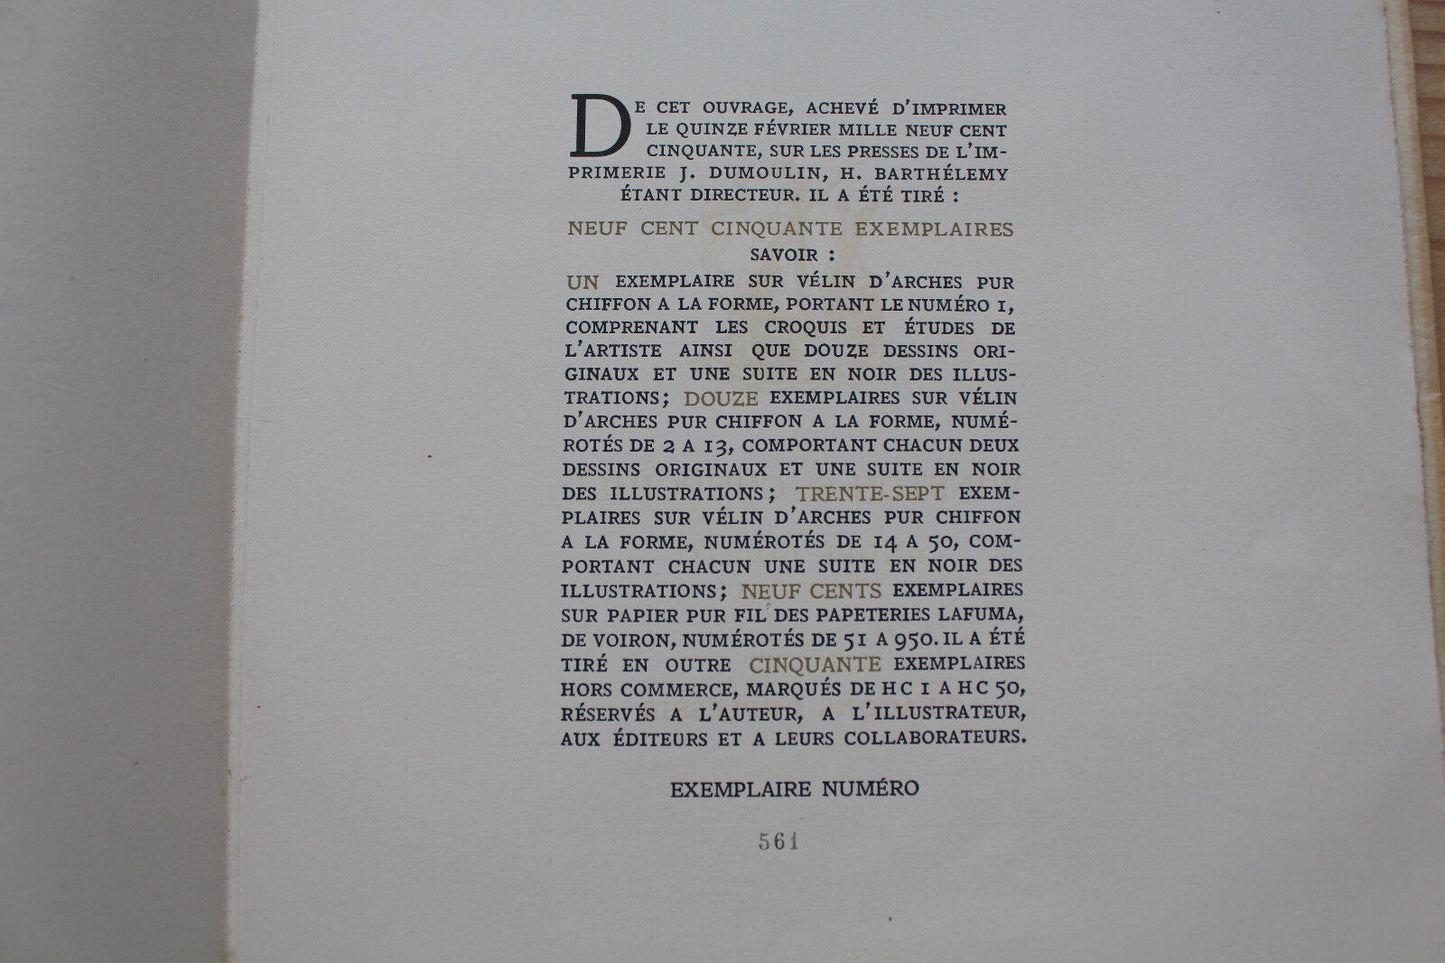 DE CET OUVRAGE, ACHEVÉ D'IMPRIMER
LE QUINZE FÉVRIER MILLE NEUF CENT
CINQUANTE, SUR LES PRESSES DE L'IM-
PRIMERIE J. DUMOULIN, H. BARTHÉLEMY
ÉTANT DIRECTEUR. IL A ÉTÉ TIRÉ :
NEUF CENT CINQUANTE EXEMPLAIRES
SAVOIR :
UN EXEMPLAIRE SUR VÉLIN D'ARCHES PUR
CHIFFON A LA FORME, PORTANT LE NUMÉRO 1,
COMPRENANT LES CROQUIS ET ÉTUDES DE
L'ARTISTE AINSI QUE DOUZE DESSINS ORI-
GINAUX ET UNE SUITE EN NOIR DES ILLUS-
TRATIONS; DOUZE EXEMPLAIRES SUR VÉLIN
D'ARCHES PUR CHIFFON A LA FORME, NUMÉ-
ROTÉS DE 2 A 13, COMPORTANT CHACUN DEUX
DESSINS ORIGINAUX ET UNE SUITE EN NOIR
DES ILLUSTRATIONS; TRENTE-SEPT EXEM-
PLAIRES SUR VÉLIN D'ARCHES PUR CHIFFON
A LA FORME, NUMÉROTÉS DE 14 A 50, COM-
PORTANT CHACUN UNE SUITE EN NOIR DES
ILLUSTRATIONS; NEUF CENTS EXEMPLAIRES
SUR PAPIER PUR FIL DES PAPETERIES LAFUMA,
DE VOIRON, NUMÉROTÉS DE 51 A 950. IL A ÉTÉ
TIRÉ EN OUTRE CINQUANTE EXEMPLAIRES
HORS COMMERCE, MARQUÉS DE HC 1 A HC 50,
RÉSERVÉS A L'AUTEUR, A L'ILLUSTRATEUR,
AUX ÉDITEURS ET A LEURS COLLABORATEURS.
EXEMPLAIRE NUMÉRO
561